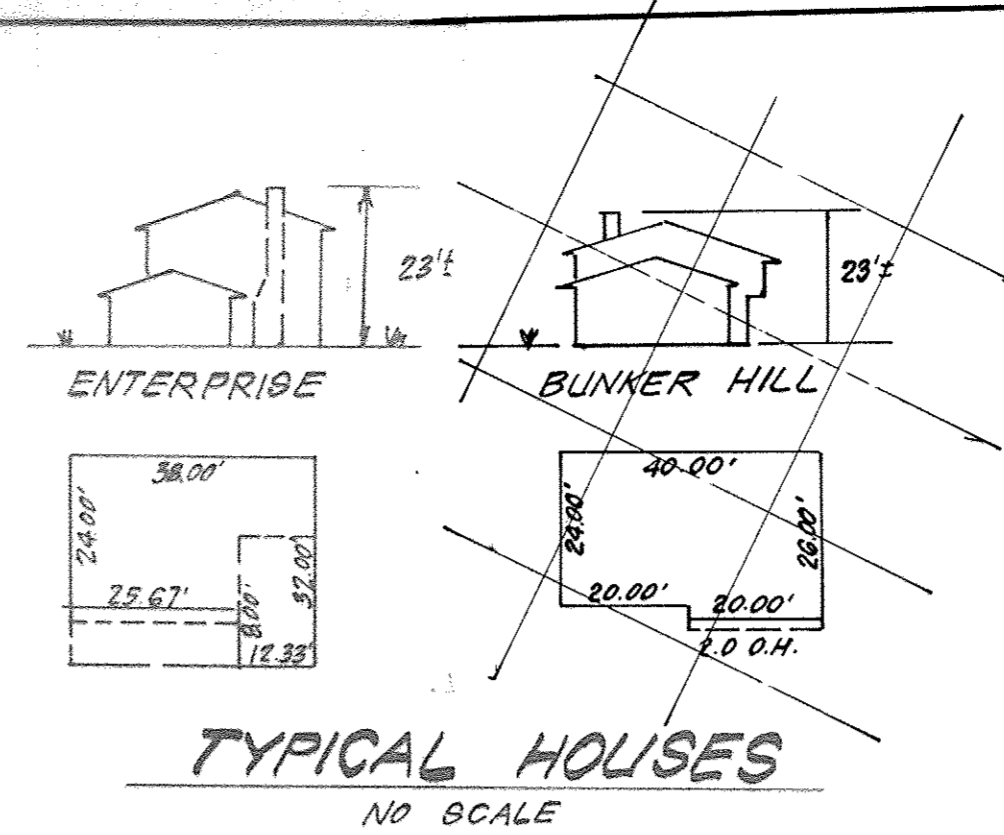 23'±
23'±
ENTERPRISE
BUNKER HILL
38.00'
24.00'
25.67'
8.00'
32.00'
12.33'
40.00'
24.00'
26.00'
20.00'
20.00'
2.0 O.H.
TYPICAL HOUSES
NO SCALE